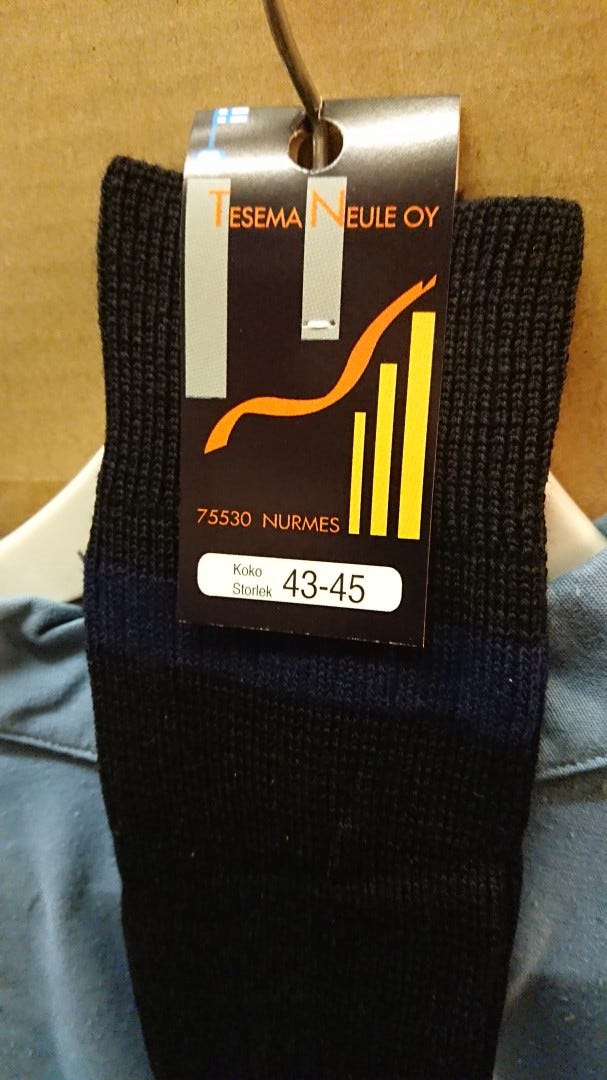 TESEMA NEULE OY
75530 NURMES
Koko
Storlek 43-45